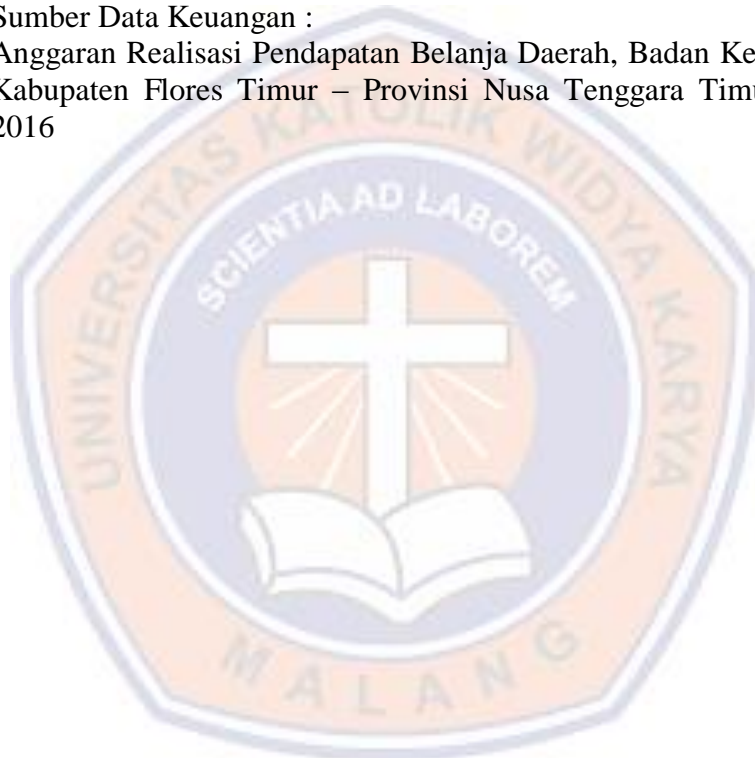 Sumber Data Keuangan :
Anggaran Realisasi Pendapatan Belanja Daerah, Badan Ke
Kabupaten Flores Timur – Provinsi Nusa Tenggara Timu
2016
UNIVERSITAS KATOLIK WIDYA KARYA
SCIENTIA AD LABOREM
MALANG